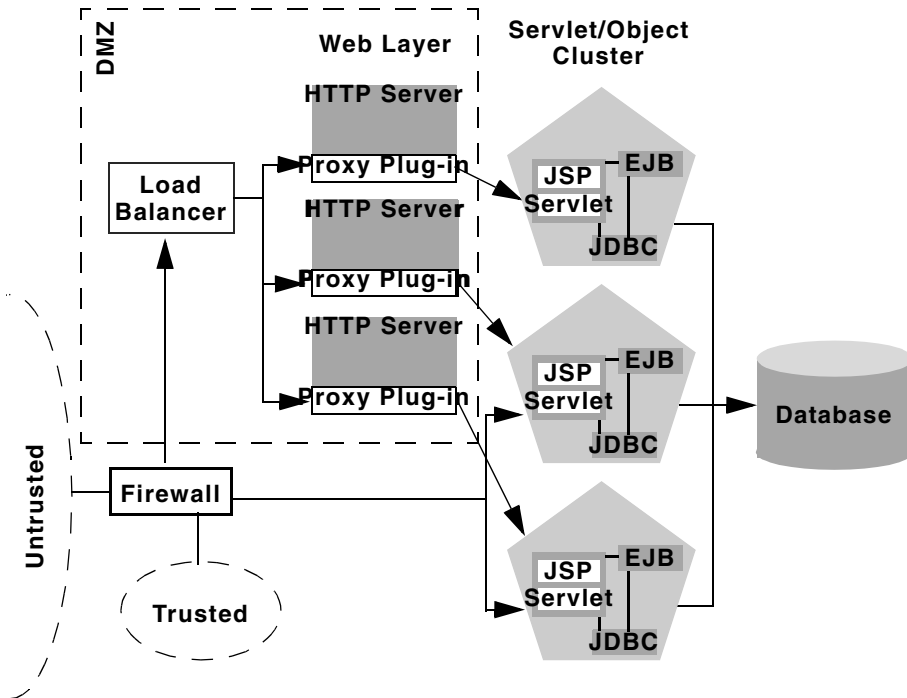 DMZ
Web Layer
Servlet/Object
Cluster
HTTP Server
Proxy Plug-in
Load
Balancer
HTTP Server
Proxy Plug-in
HTTP Server
Proxy Plug-in
JSP
Servlet
EJB
JDBC
JSP
Servlet
EJB
JDBC
JSP
Servlet
EJB
JDBC
Database
Untrusted
Firewall
Trusted